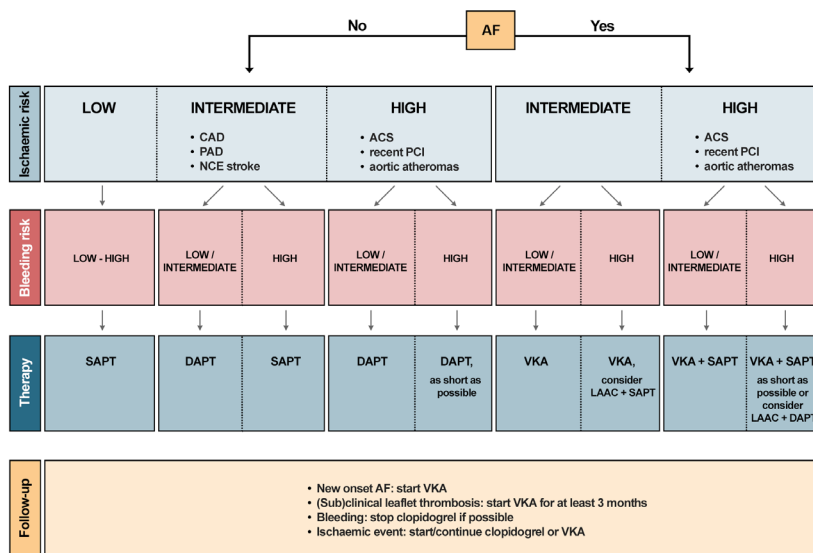 AF
No
Yes
Ischaemic risk
LOW
INTERMEDIATE
• CAD
• PAD
• NCE stroke
HIGH
• ACS
• recent PCI
• aortic atheromas
INTERMEDIATE
HIGH
• ACS
• recent PCI
• aortic atheromas
Bleeding risk
LOW - HIGH
LOW /
INTERMEDIATE
HIGH
LOW /
INTERMEDIATE
HIGH
LOW /
INTERMEDIATE
HIGH
LOW /
INTERMEDIATE
HIGH
Therapy
SAPT
DAPT
SAPT
DAPT
DAPT,
as short as
possible
VKA
VKA,
consider
LAAC + SAPT
VKA + SAPT
VKA + SAPT
as short as
possible or
consider
LAAC + DAPT
Follow-up
• New onset AF: start VKA
• (Sub)clinical leaflet thrombosis: start VKA for at least 3 months
• Bleeding: stop clopidogrel if possible
• Ischaemic event: start/continue clopidogrel or VKA